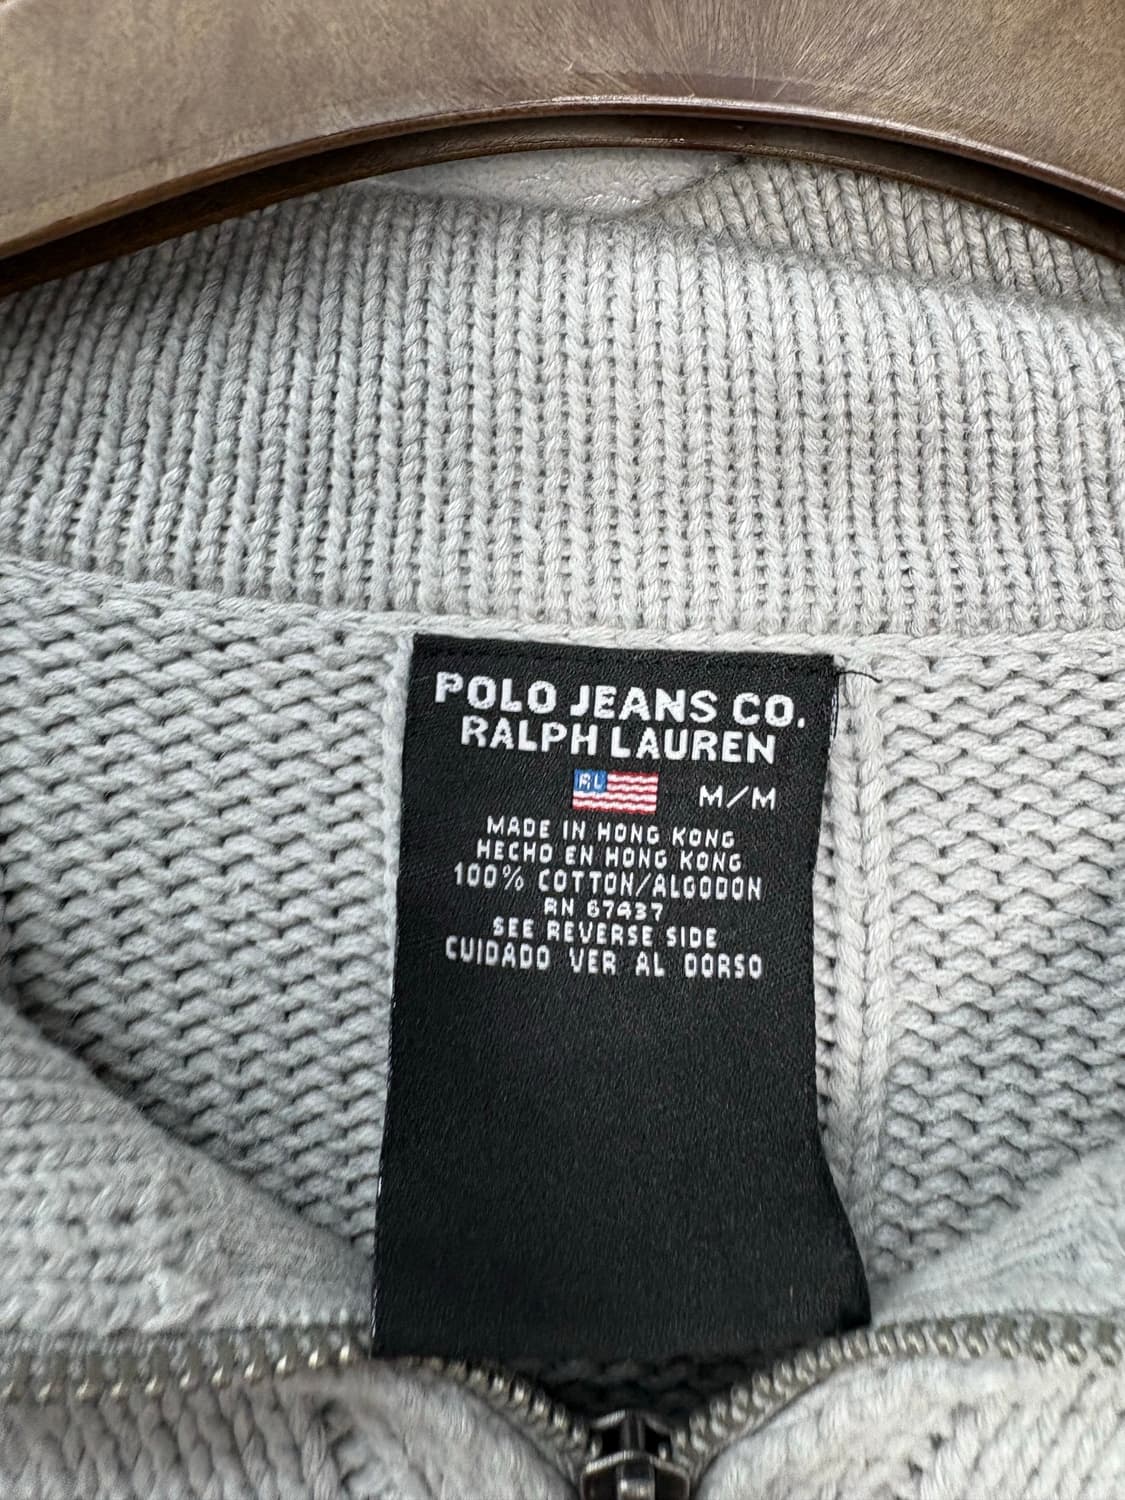 POLO JEANS CO.
RALPH LAUREN
RL M/M
MADE IN HONG KONG
HECHO EN HONG KONG
100% COTTON/ALGODON
RN 67437
SEE REVERSE SIDE
CUIDADO VER AL DORSO